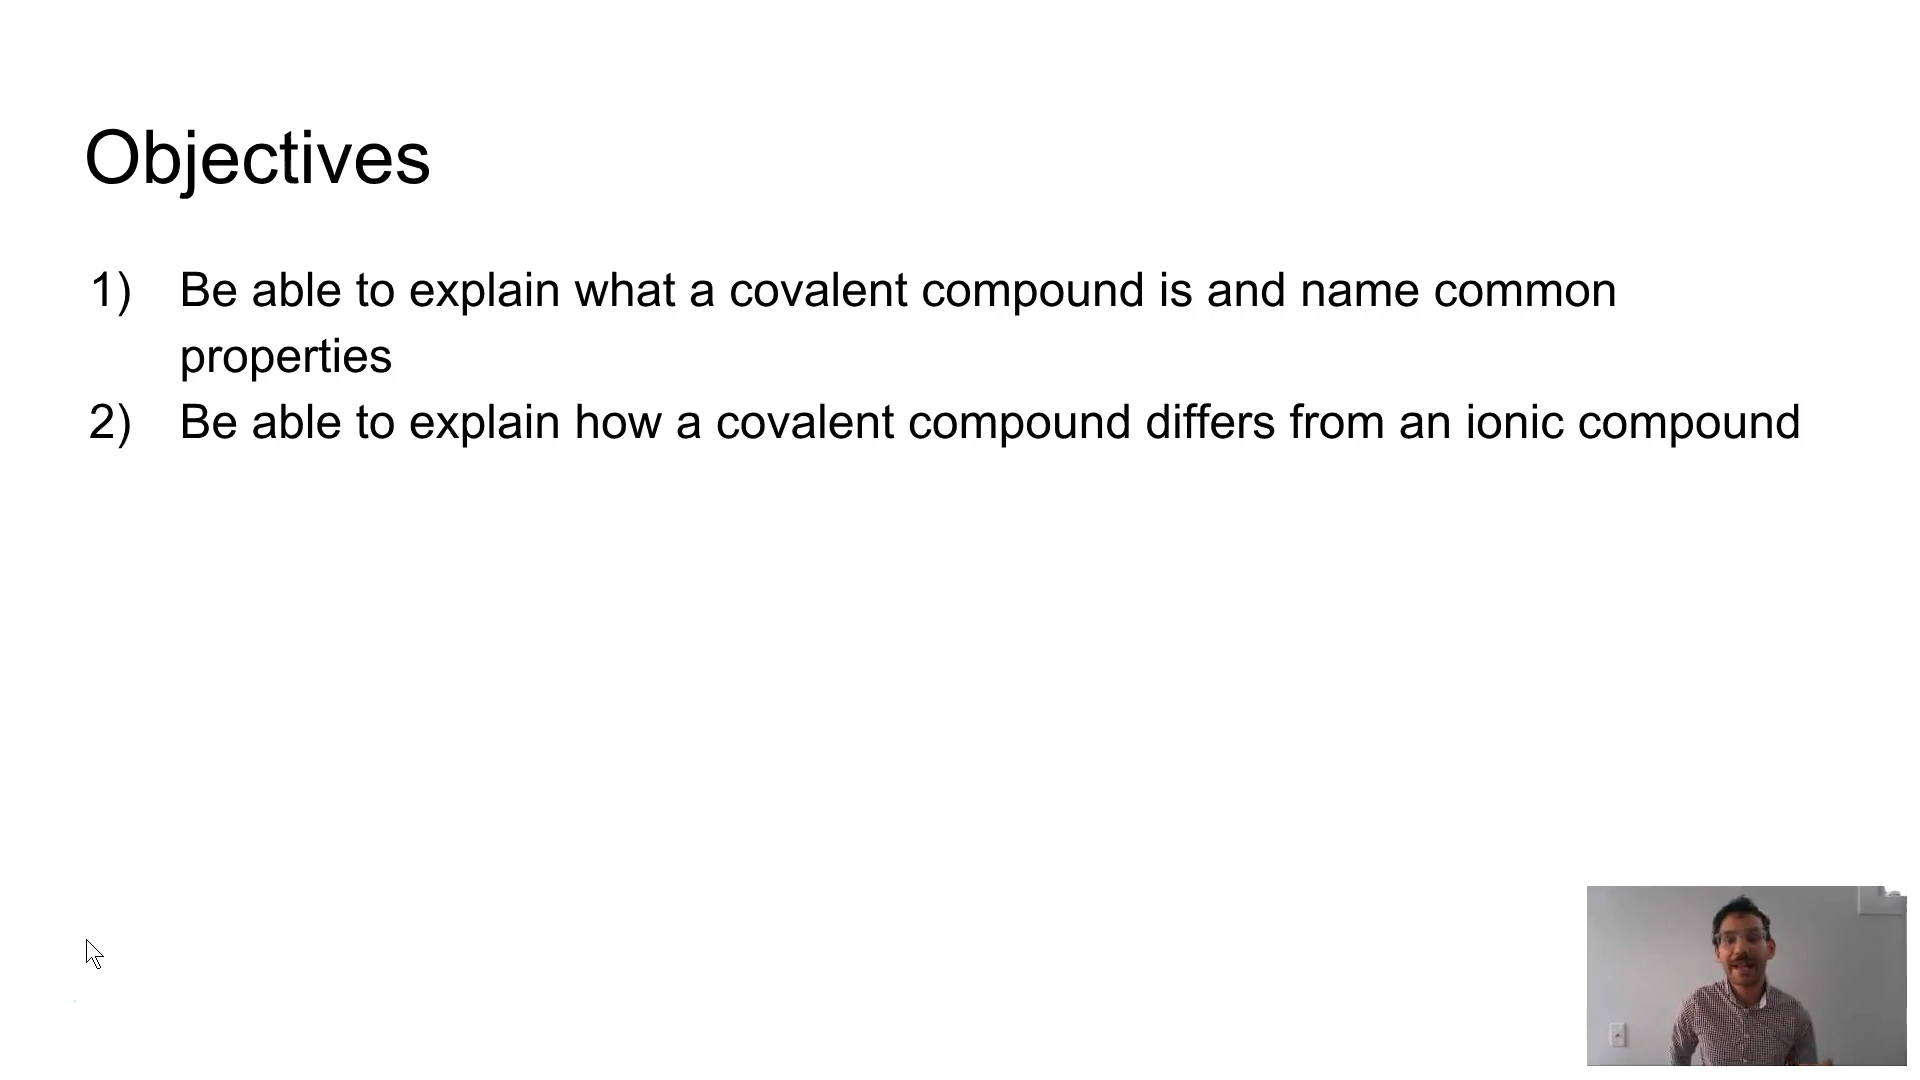 Objectives
1) Be able to explain what a covalent compound is and name common
properties
2) Be able to explain how a covalent compound differs from an ionic compound